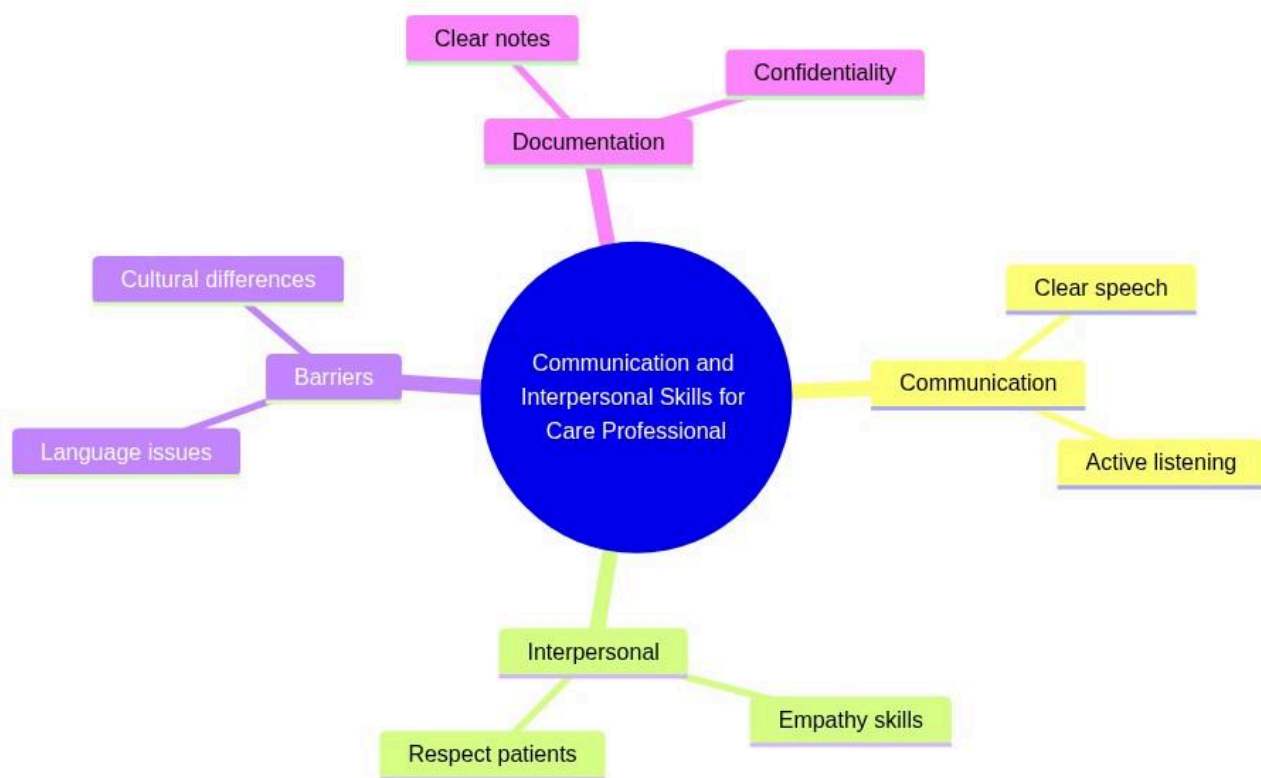 Clear notes
Confidentiality
Documentation
Cultural differences
Clear speech
Barriers
Communication and
Interpersonal Skills for
Care Professional
Communication
Language issues
Active listening
Interpersonal
Empathy skills
Respect patients